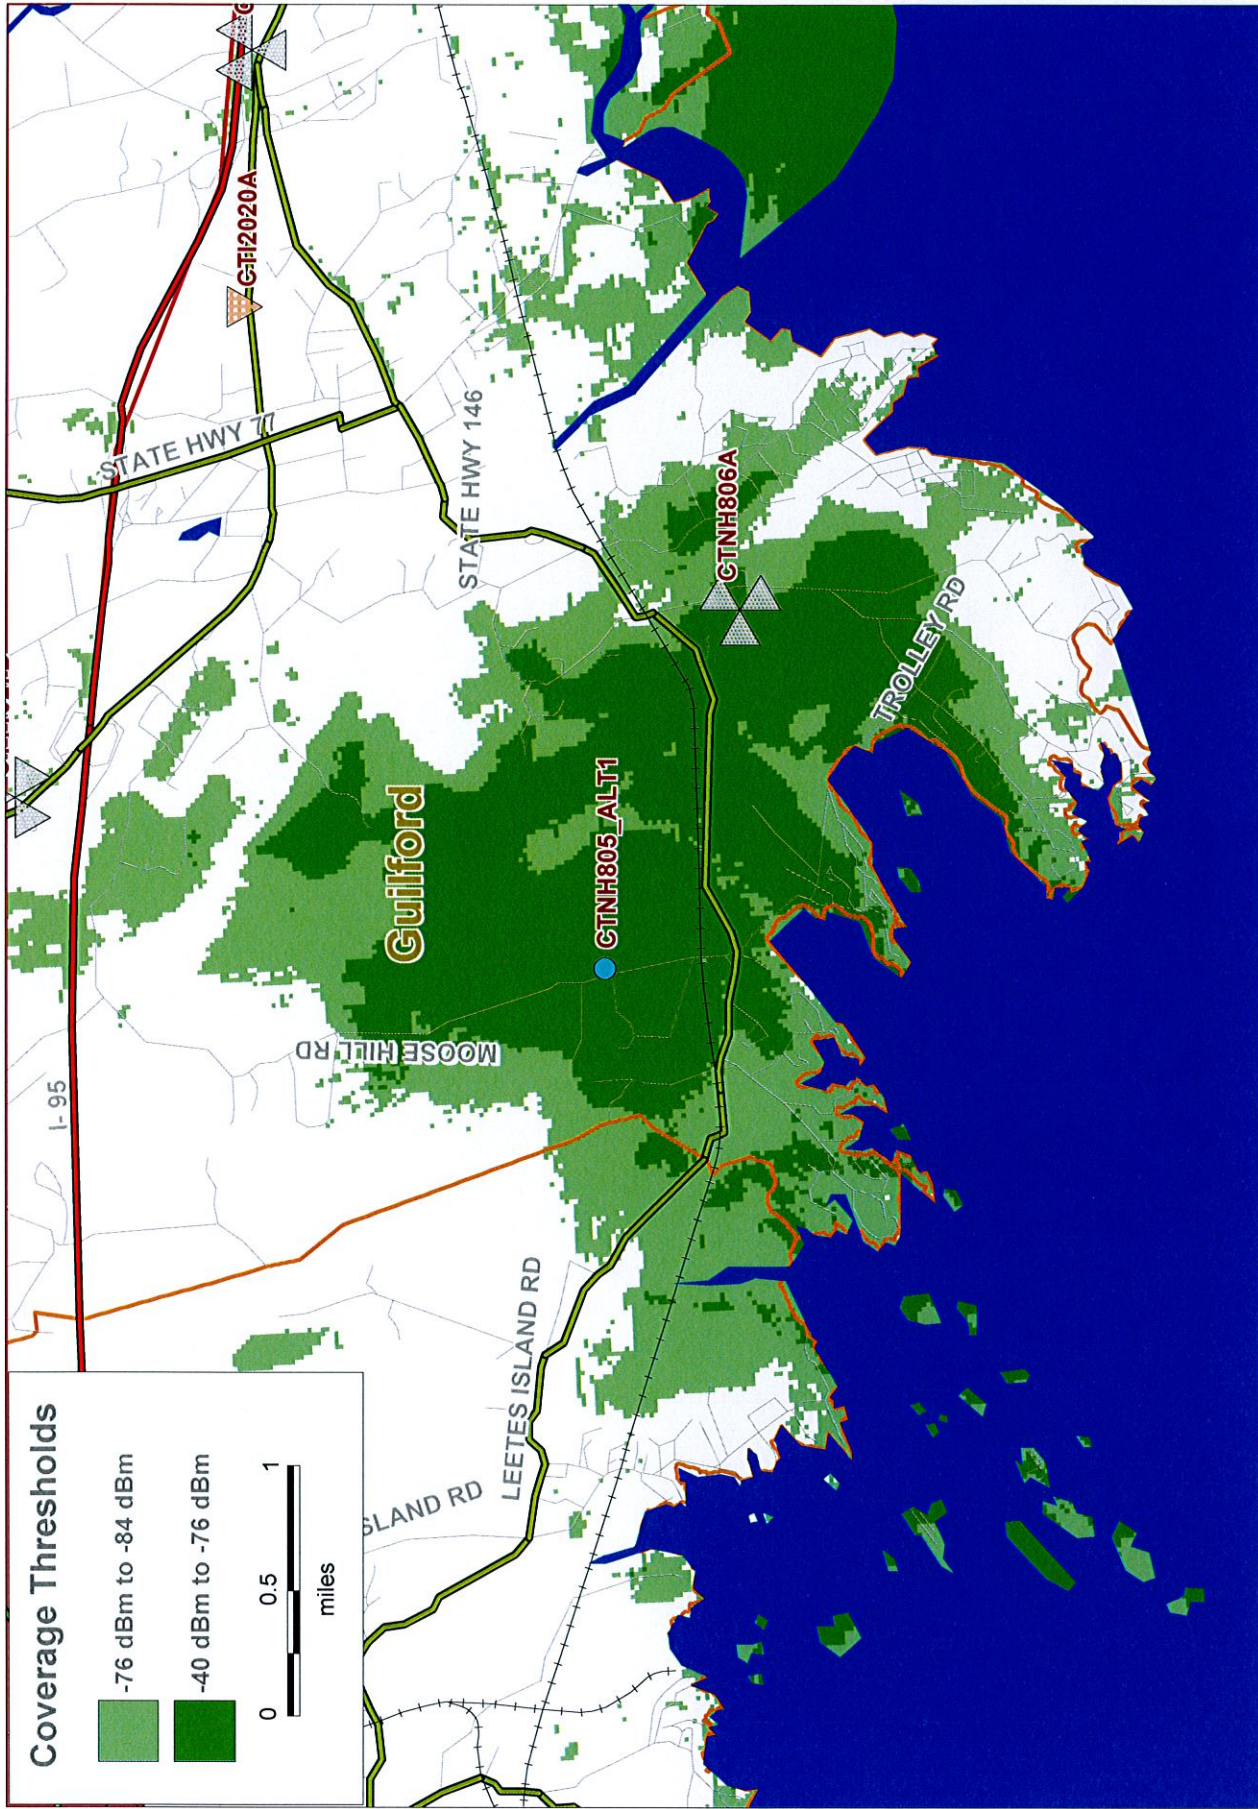 Coverage Thresholds
-76 dBm to -84 dBm
-40 dBm to -76 dBm
0 0.5 1
miles
I-95
STATE HWY 77
CTI2020A
STATE HWY 146
Guilford
MOOSE HILL RD
CTNH805_ALT1
CTNH806A
TROLLEY RD
LEETES ISLAND RD
SLAND RD